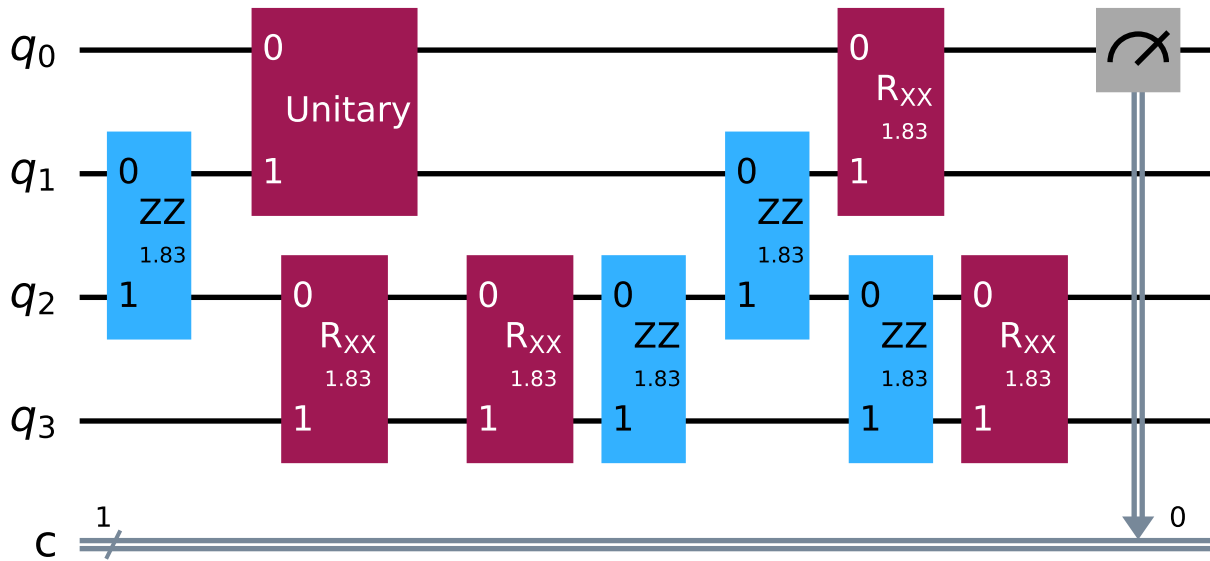 q0 0 0
Unitary RXX
1.83
q1 0 1 0 1
ZZ ZZ
1.83 1.83
q2 1 0 0 0 1 0 0
RXX RXX ZZ ZZ RXX
1.83 1.83 1.83 1.83 1.83
q3 1 1 1 1 1
1 0
c